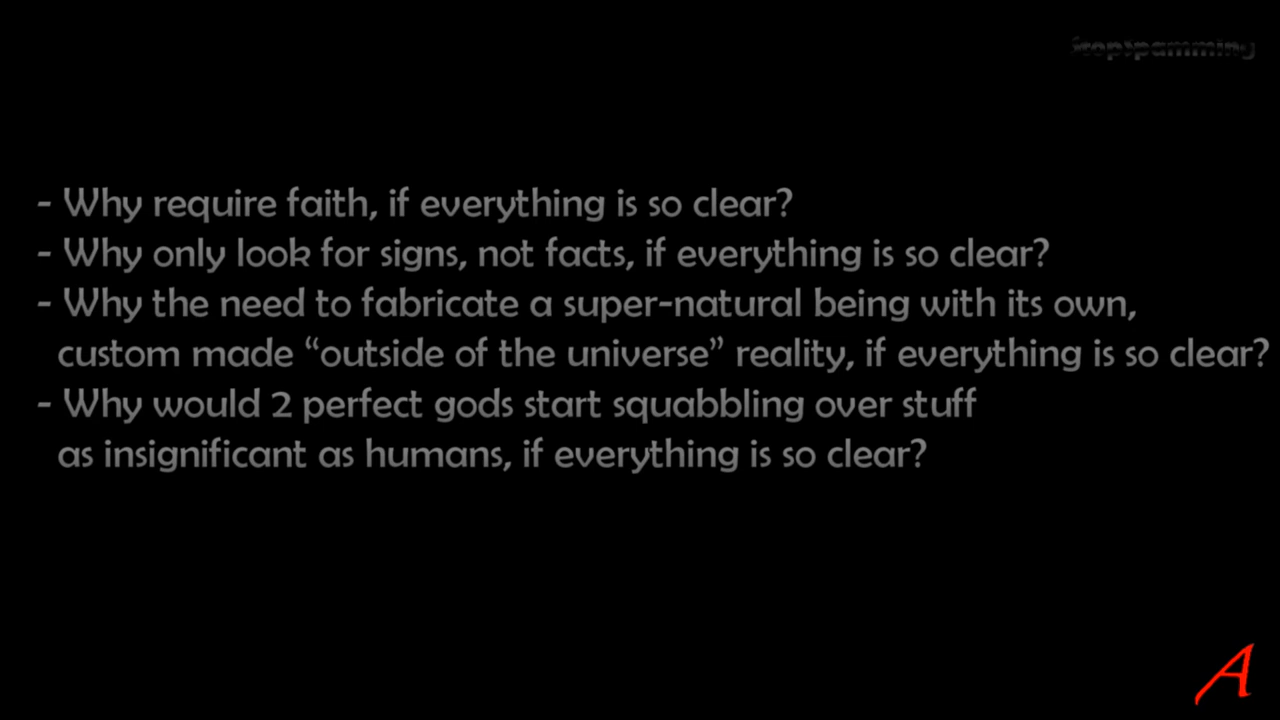 StopSpamming
- Why require faith, if everything is so clear?
- Why only look for signs, not facts, if everything is so clear?
- Why the need to fabricate a super-natural being with its own,
custom made “outside of the universe” reality, if everything is so clear?
- Why would 2 perfect gods start squabbling over stuff
as insignificant as humans, if everything is so clear?
A